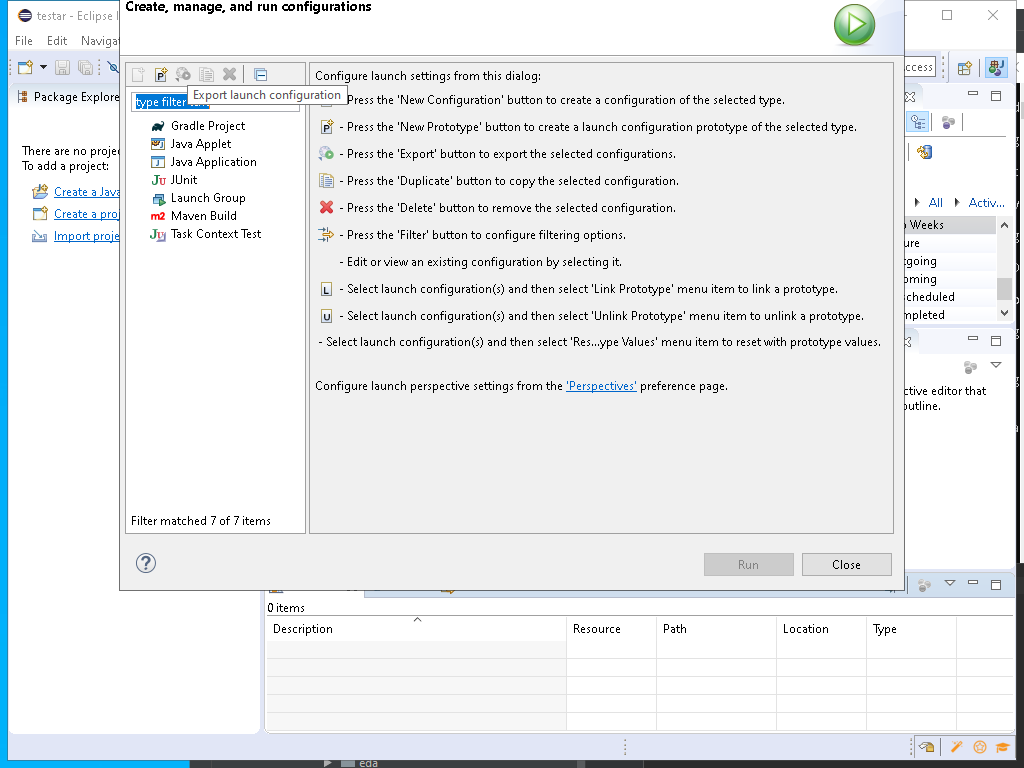 Create, manage, and run configurations
testar - Eclipse I
File Edit Naviga
Configure launch settings from this dialog:
Export launch configuration
ccess
Package Explore
type filter
Press the 'New Configuration' button to create a configuration of the selected type.
- Press the 'New Prototype' button to create a launch configuration prototype of the selected type.
- Press the 'Export' button to export the selected configurations.
- Press the 'Duplicate' button to copy the selected configuration.
- Press the 'Delete' button to remove the selected configuration.
- Press the 'Filter' button to configure filtering options.
- Edit or view an existing configuration by selecting it.
- Select launch configuration(s) and then select 'Link Prototype' menu item to link a prototype.
- Select launch configuration(s) and then select 'Unlink Prototype' menu item to unlink a prototype.
- Select launch configuration(s) and then select 'Res...ype Values' menu item to reset with prototype values.
Configure launch perspective settings from the 'Perspectives' preference page.
Gradle Project
Java Applet
Java Application
JUnit
Launch Group
Maven Build
Task Context Test
Filter matched 7 of 7 items
There are no projec
To add a project:
Create a Java
Create a proj
Import proje
All Activ...
Weeks
ure
tgoing
oming
scheduled
mpleted
ctive editor that
outline.
?
Run
Close
0 items
Description Resource Path Location Type
eda